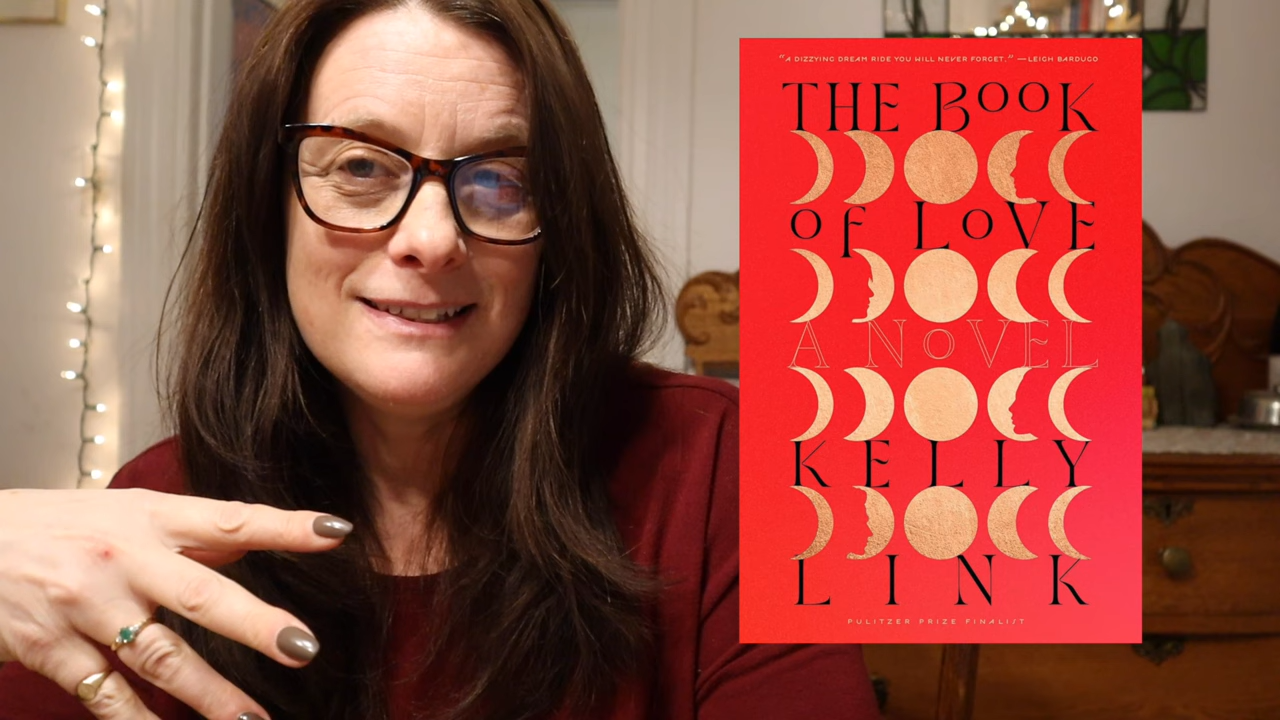 "A DIZZYING DREAM RIDE YOU WILL NEVER FORGET." —LEIGH BARDUGO
THE BOOK
OF LOVE
A NOVEL
KELLY
LINK
PULITZER PRIZE FINALIST